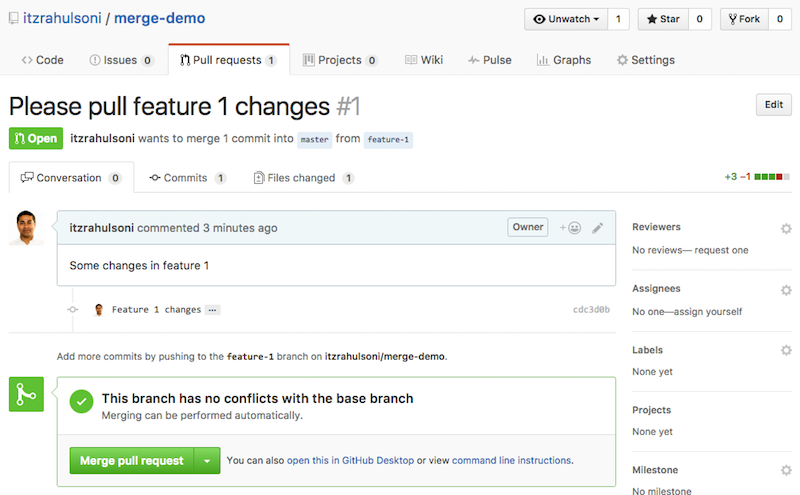 itzrahulsoni / merge-demo
Unwatch 1 Star 0 Fork 0
Code Issues 0 Pull requests 1 Projects 0 Wiki Pulse Graphs Settings
Please pull feature 1 changes #1
Edit
Open itzrahulsoni wants to merge 1 commit into master from feature-1
Conversation 0 Commits 1 Files changed 1 +3 −1
itzrahulsoni commented 3 minutes ago Owner
Some changes in feature 1
Feature 1 changes … cdc3d0b
Add more commits by pushing to the feature-1 branch on itzrahulsoni/merge-demo.
This branch has no conflicts with the base branch
Merging can be performed automatically.
Merge pull request You can also open this in GitHub Desktop or view command line instructions.
Reviewers
No reviews— request one
Assignees
No one—assign yourself
Labels
None yet
Projects
None yet
Milestone
No milestone